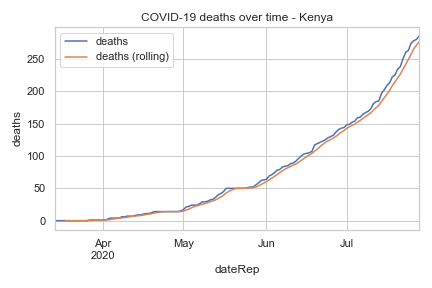 COVID-19 deaths over time - Kenya
deaths
deaths (rolling)
deaths
250
200
150
100
50
0
Apr
2020
May
Jun
Jul
dateRep